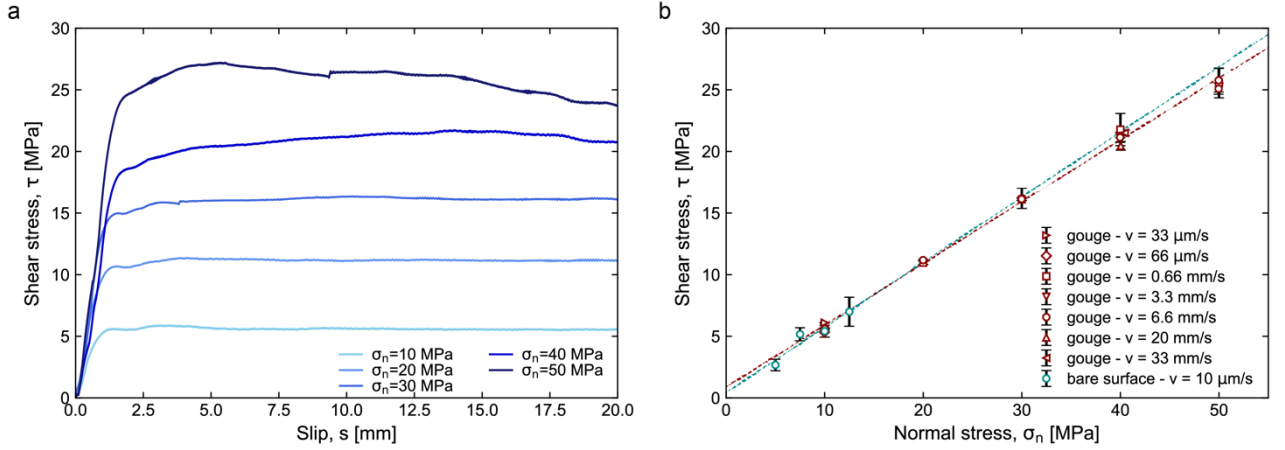 a
30
25
20
15
10
5
0
Shear stress, τ [MPa]
0.0 2.5 5.0 7.5 10.0 12.5 15.0 17.5 20.0
Slip, s [mm]
σn=10 MPa
σn=20 MPa
σn=30 MPa
σn=40 MPa
σn=50 MPa
b
30
25
20
15
10
5
0
Shear stress, τ [MPa]
0 10 20 30 40 50
Normal stress, σn [MPa]
gouge - v = 33 μm/s
gouge - v = 66 μm/s
gouge - v = 0.66 mm/s
gouge - v = 3.3 mm/s
gouge - v = 6.6 mm/s
gouge - v = 20 mm/s
gouge - v = 33 mm/s
bare surface - v = 10 μm/s